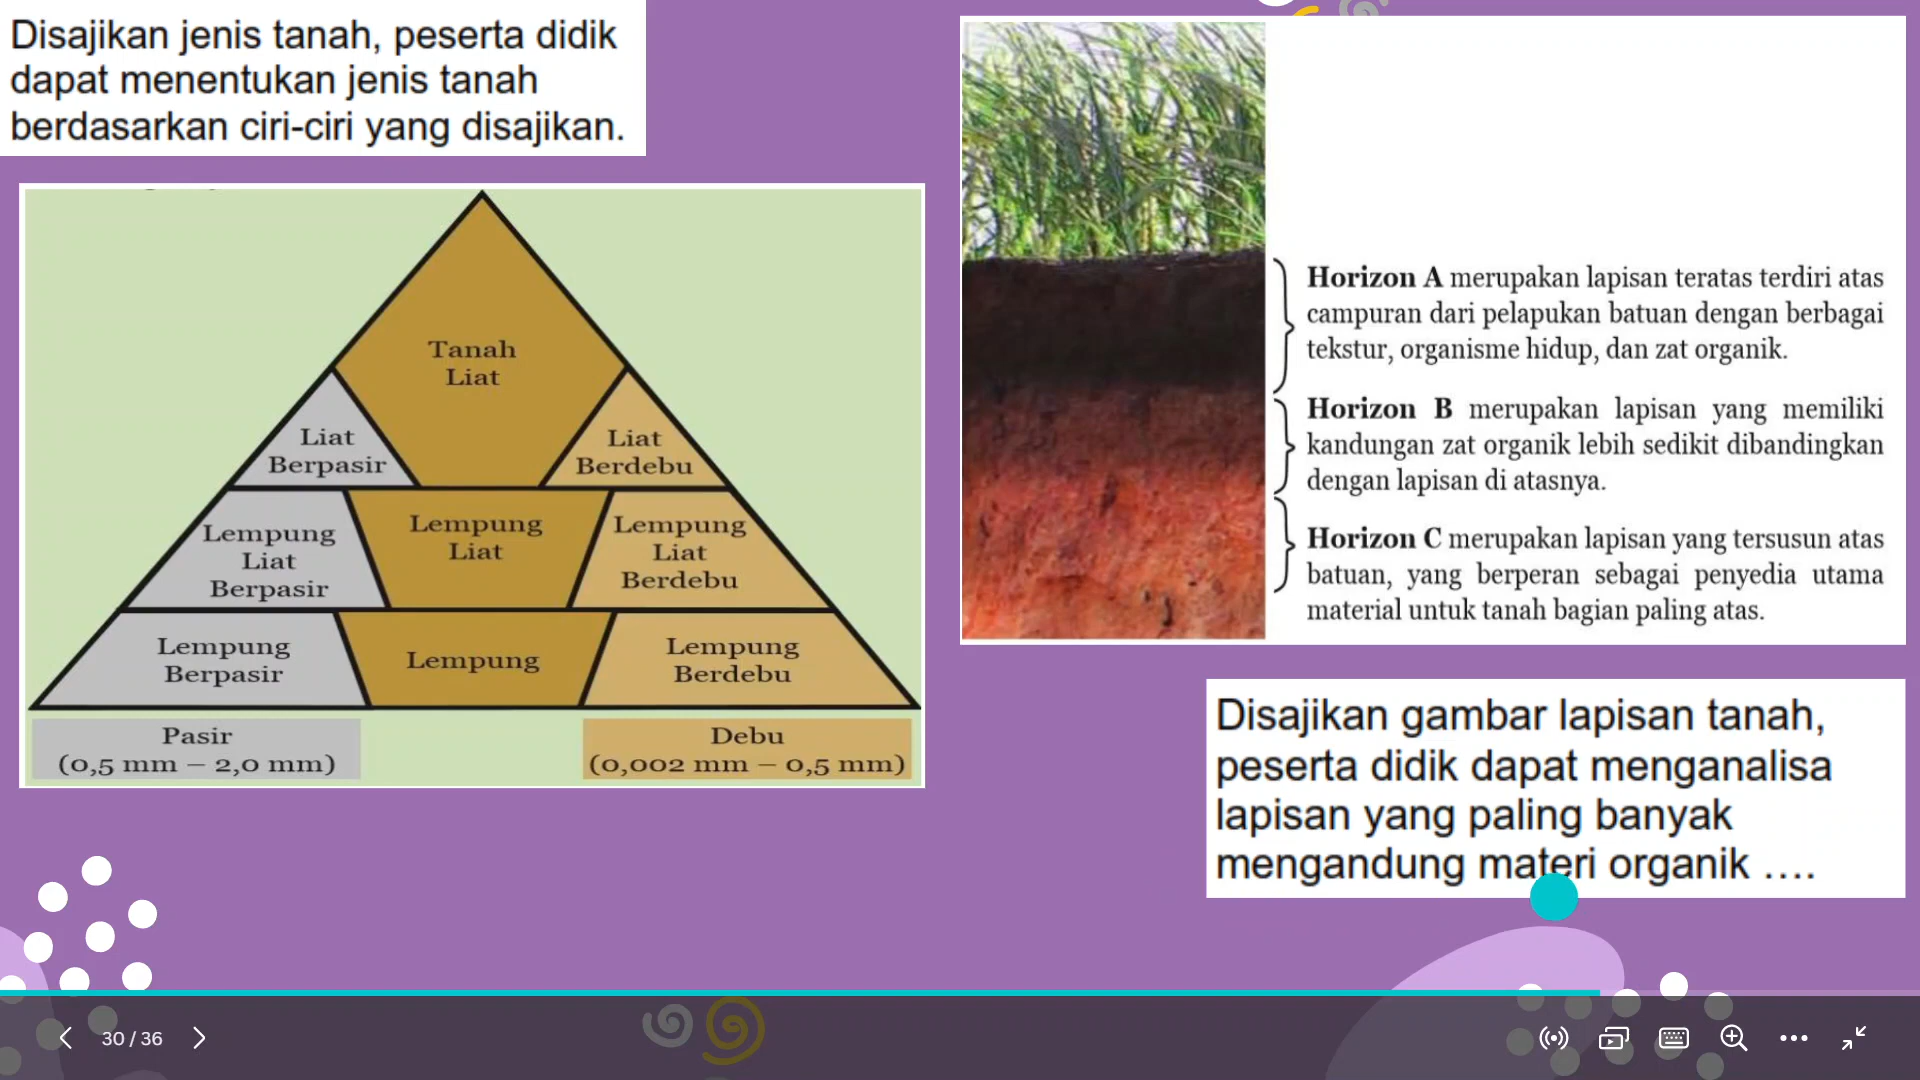 Disajikan jenis tanah, peserta didik
dapat menentukan jenis tanah
berdasarkan ciri-ciri yang disajikan.
Tanah
Liat
Liat
Berpasir
Liat
Berdebu
Lempung
Liat
Berpasir
Lempung
Liat
Lempung
Liat
Berdebu
Lempung
Berpasir
Lempung
Lempung
Berdebu
Pasir
(0,5 mm – 2,0 mm)
Debu
(0,002 mm – 0,5 mm)
Horizon A merupakan lapisan teratas terdiri atas
campuran dari pelapukan batuan dengan berbagai
tekstur, organisme hidup, dan zat organik.
Horizon B merupakan lapisan yang memiliki
kandungan zat organik lebih sedikit dibandingkan
dengan lapisan di atasnya.
Horizon C merupakan lapisan yang tersusun atas
batuan, yang berperan sebagai penyedia utama
material untuk tanah bagian paling atas.
Disajikan gambar lapisan tanah,
peserta didik dapat menganalisa
lapisan yang paling banyak
mengandung materi organik ….
30 / 36